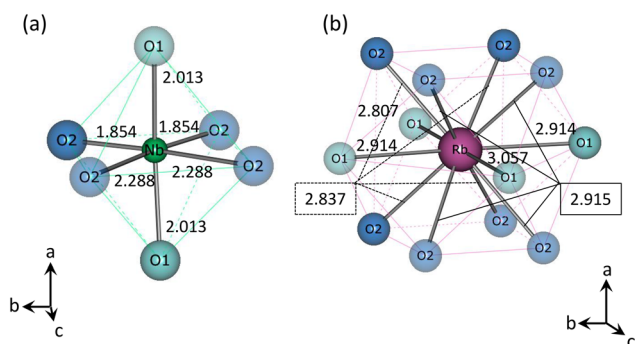 (a)
O1
2.013
1.854
Nb
1.854
O2
O2
O2
O2
2.288
2.288
2.013
O1
a
b
c
(b)
O2
O2
O2
O2
2.807
O1
2.914
2.914
Rb
O1
O1
3.057
O1
2.837
2.915
O2
O2
O2
O2
a
b
c